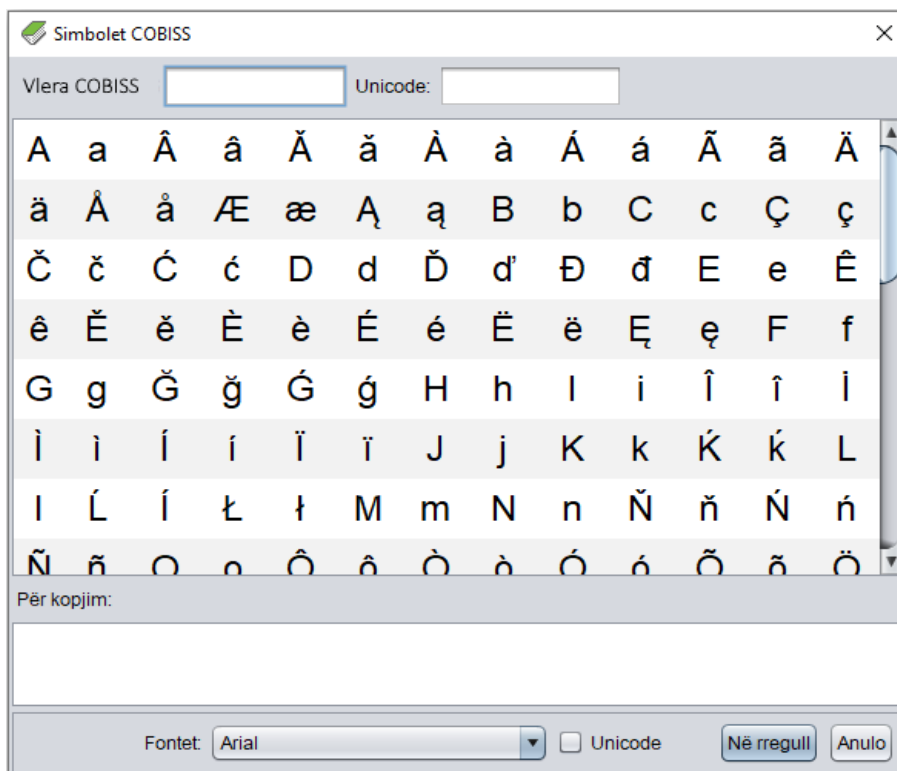 Simbolet COBISS
Vlera COBISS Unicode:
A a Â â Ǎ ǎ À à Á á Ã ã Ä
ä Å å Æ æ Ą ą B b C c Ç ç
Č č Ć ć D d Ď ď Đ đ E e Ê
ê Ě ě È è É é Ë ë Ę ę F f
G g Ğ ğ Ǵ ǵ H h I i Î î İ
Ì ì Í í Ï ï J j K k Ḱ ḱ L
l Ĺ ĺ Ł ł M m N n Ň ň Ń ń
Ñ ñ O o Ô ô Ò ò Ó ó Õ õ Ö
Për kopjim:
Fontet: Arial Unicode Në rregull Anulo